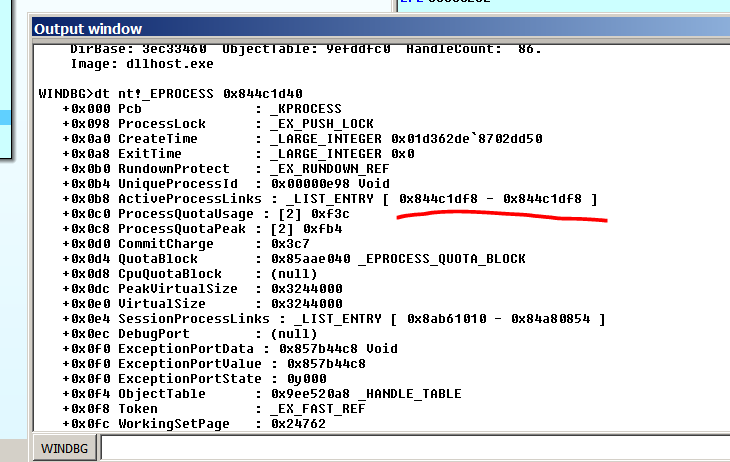 Output window
DirBase: 3ec33460  ObjectTable: 9efddfc0  HandleCount:  86.
Image: dllhost.exe
WINDBG>dt nt!_EPROCESS 0x844c1d40
+0x000 Pcb              : _KPROCESS
+0x098 ProcessLock      : _EX_PUSH_LOCK
+0x0a0 CreateTime       : _LARGE_INTEGER 0x01d362de`8702dd50
+0x0a8 ExitTime         : _LARGE_INTEGER 0x0
+0x0b0 RundownProtect   : _EX_RUNDOWN_REF
+0x0b4 UniqueProcessId  : 0x00000e98 Void
+0x0b8 ActiveProcessLinks : _LIST_ENTRY [ 0x844c1df8 - 0x844c1df8 ]
+0x0c0 ProcessQuotaUsage : [2] 0xf3c
+0x0c8 ProcessQuotaPeak : [2] 0xfb4
+0x0d0 CommitCharge     : 0x3c7
+0x0d4 QuotaBlock       : 0x85aae040 _EPROCESS_QUOTA_BLOCK
+0x0d8 CpuQuotaBlock    : (null)
+0x0dc PeakVirtualSize  : 0x3244000
+0x0e0 VirtualSize      : 0x3244000
+0x0e4 SessionProcessLinks : _LIST_ENTRY [ 0x8ab61010 - 0x84a80854 ]
+0x0ec DebugPort        : (null)
+0x0f0 ExceptionPortData : 0x857b44c8 Void
+0x0f0 ExceptionPortValue : 0x857b44c8
+0x0f0 ExceptionPortState : 0y000
+0x0f4 ObjectTable      : 0x9ee520a8 _HANDLE_TABLE
+0x0f8 Token            : _EX_FAST_REF
+0x0fc WorkingSetPage   : 0x24762
WINDBG